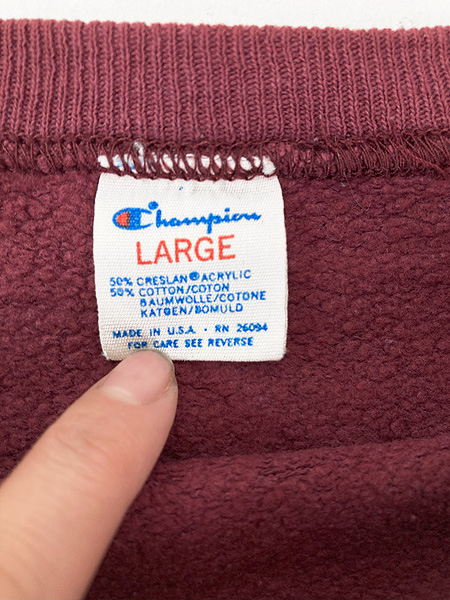 Champion
LARGE
50% CRESLAN® ACRYLIC
50% COTTON/COTON
BAUMWOLLE/COTONE
KATOEN/BOMULD
MADE IN U.S.A. • RN 26094
FOR CARE SEE REVERSE